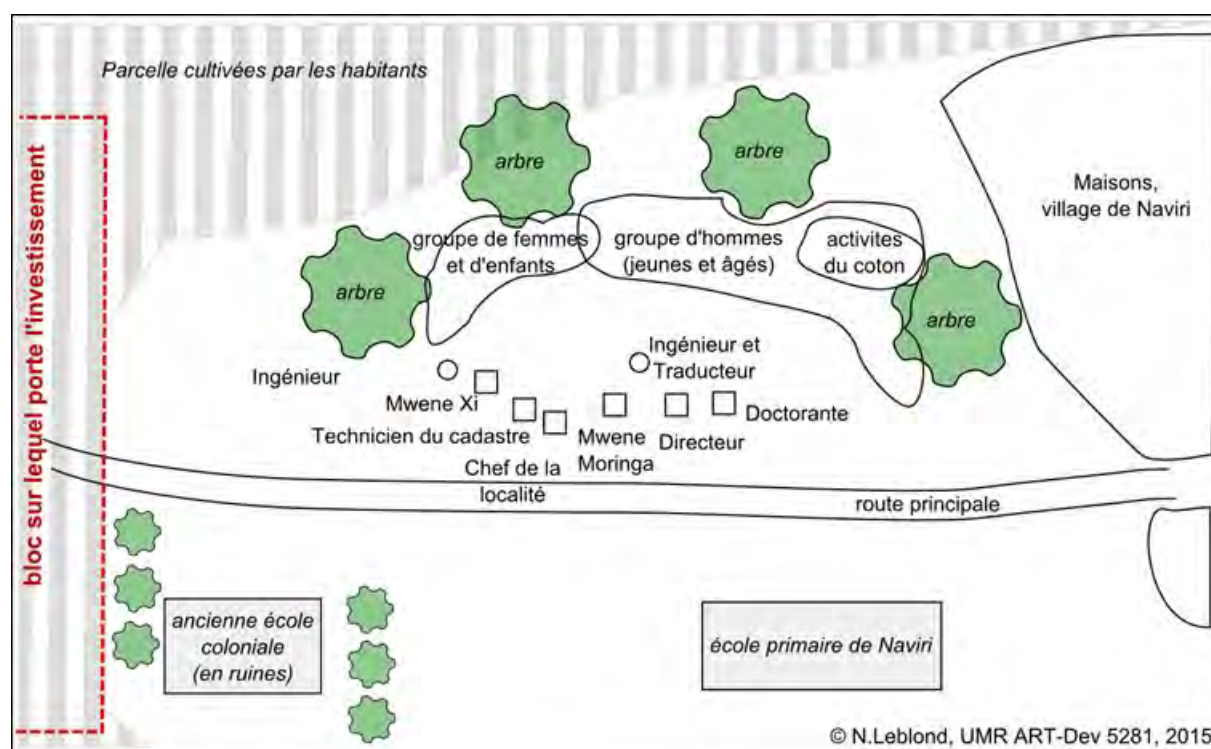 Parcelle cultivées par les habitants
bloc sur lequel porte l'investissement
arbre
arbre
Maisons,
village de Naviri
groupe de femmes
et d'enfants
groupe d'hommes
(jeunes et âgés)
activites
du coton
arbre
arbre
Ingénieur
Ingénieur et
Traducteur
Mwene Xi
Doctorante
Technicien du cadastre
Mwene
Moringa
Directeur
Chef de la
localité
route principale
ancienne école
coloniale
(en ruines)
école primaire de Naviri
© N.Leblond, UMR ART-Dev 5281, 2015